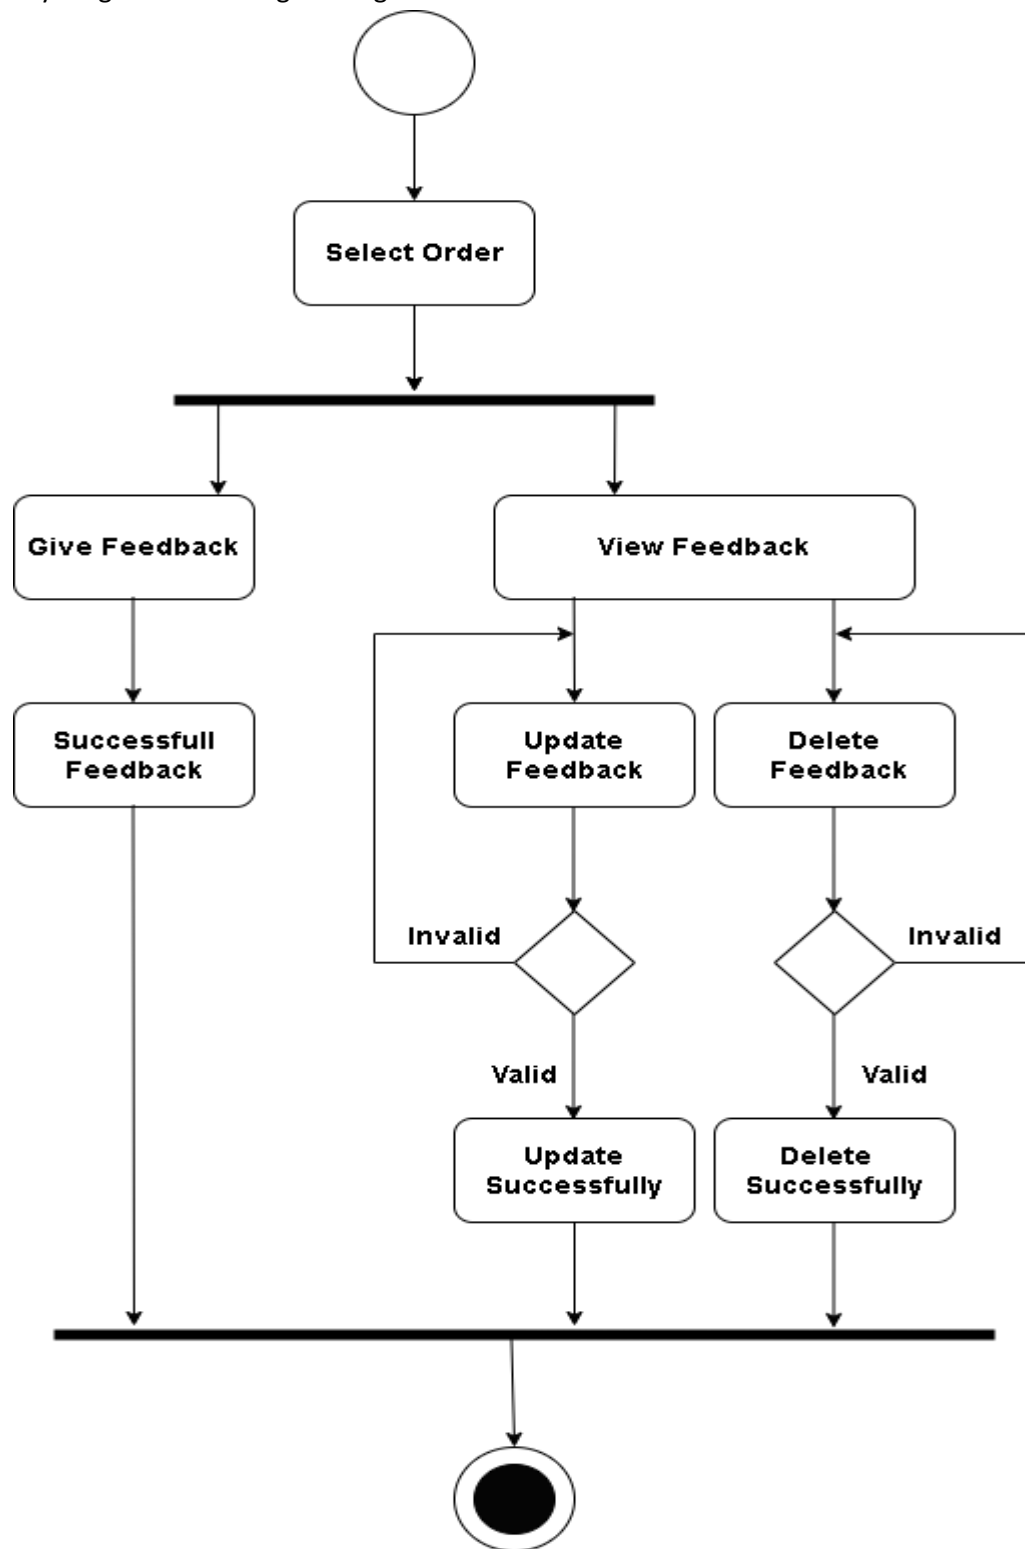 Select Order
Give Feedback
View Feedback
Successfull
Feedback
Update
Feedback
Delete
Feedback
Invalid
Invalid
Valid
Valid
Update
Successfully
Delete
Successfully